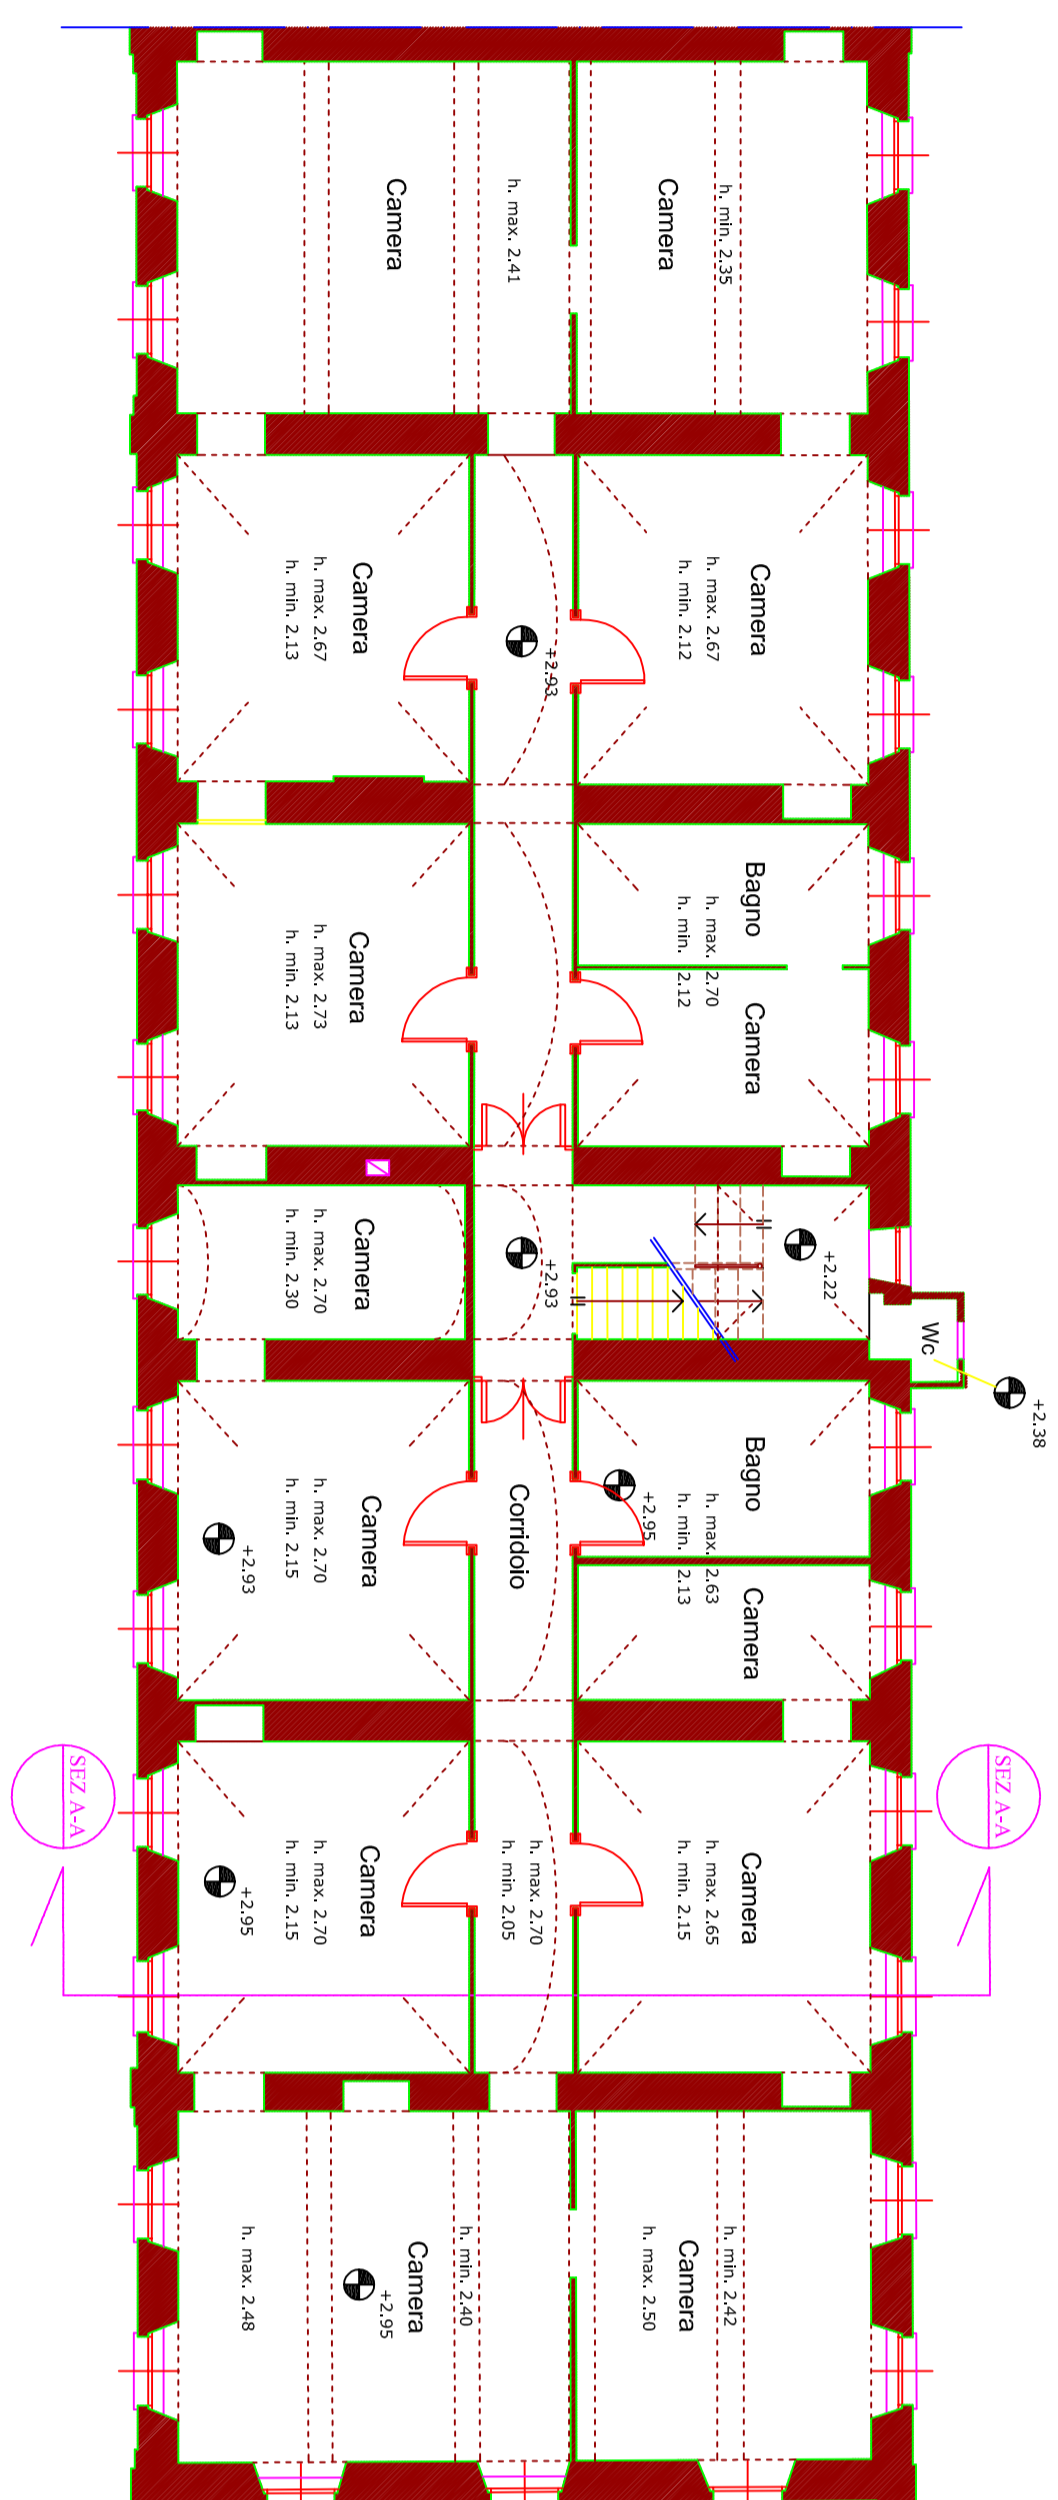 Camera
h. max. 2.41
Camera
h. min. 2.35
Camera
h. max. 2.67
h. min. 2.13
+2.93
Camera
h. max. 2.67
h. min. 2.12
Camera
h. max. 2.73
h. min. 2.13
Bagno
h. max. 2.70
h. min. 2.12
Camera
Camera
h. max. 2.70
h. min. 2.30
+2.93
+2.22
Wc
+2.38
Camera
h. max. 2.70
h. min. 2.15
+2.93
Corridoio
Bagno
+2.95
h. max. 2.63
h. min. 2.13
Camera
SEZ A-A
SEZ A-A
Camera
h. max. 2.70
h. min. 2.15
+2.95
h. max. 2.70
h. min. 2.05
Camera
h. max. 2.65
h. min. 2.15
h. max. 2.48
Camera
+2.95
h. min. 2.40
h. max. 2.50
Camera
h. min. 2.42